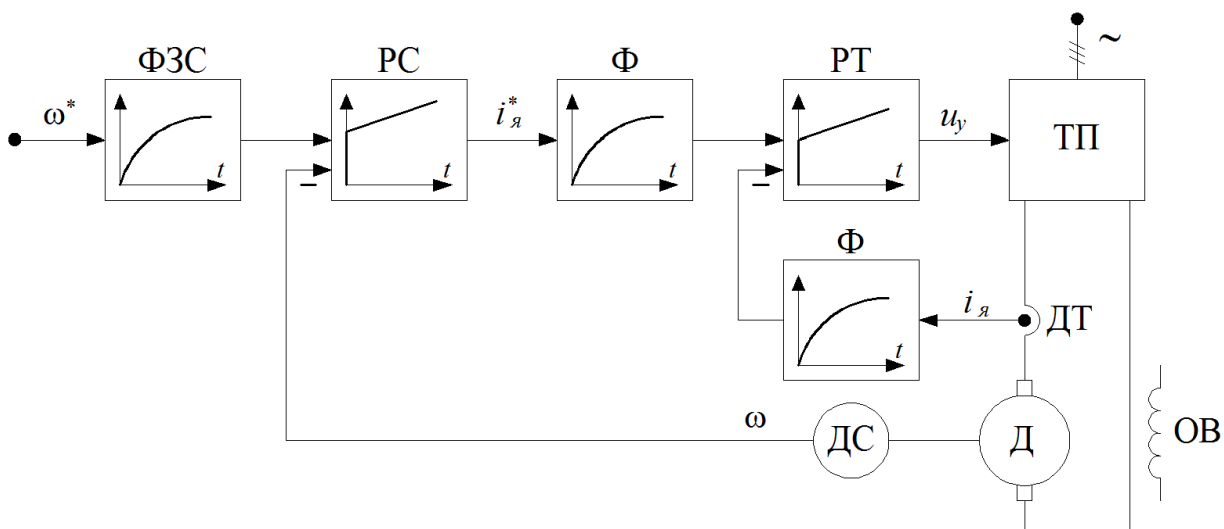 ФЗС РС Ф РТ ~
ω* i*я uу ТП
t t t t
– –
Ф
iя ДТ
t
ω ДС Д ОВ